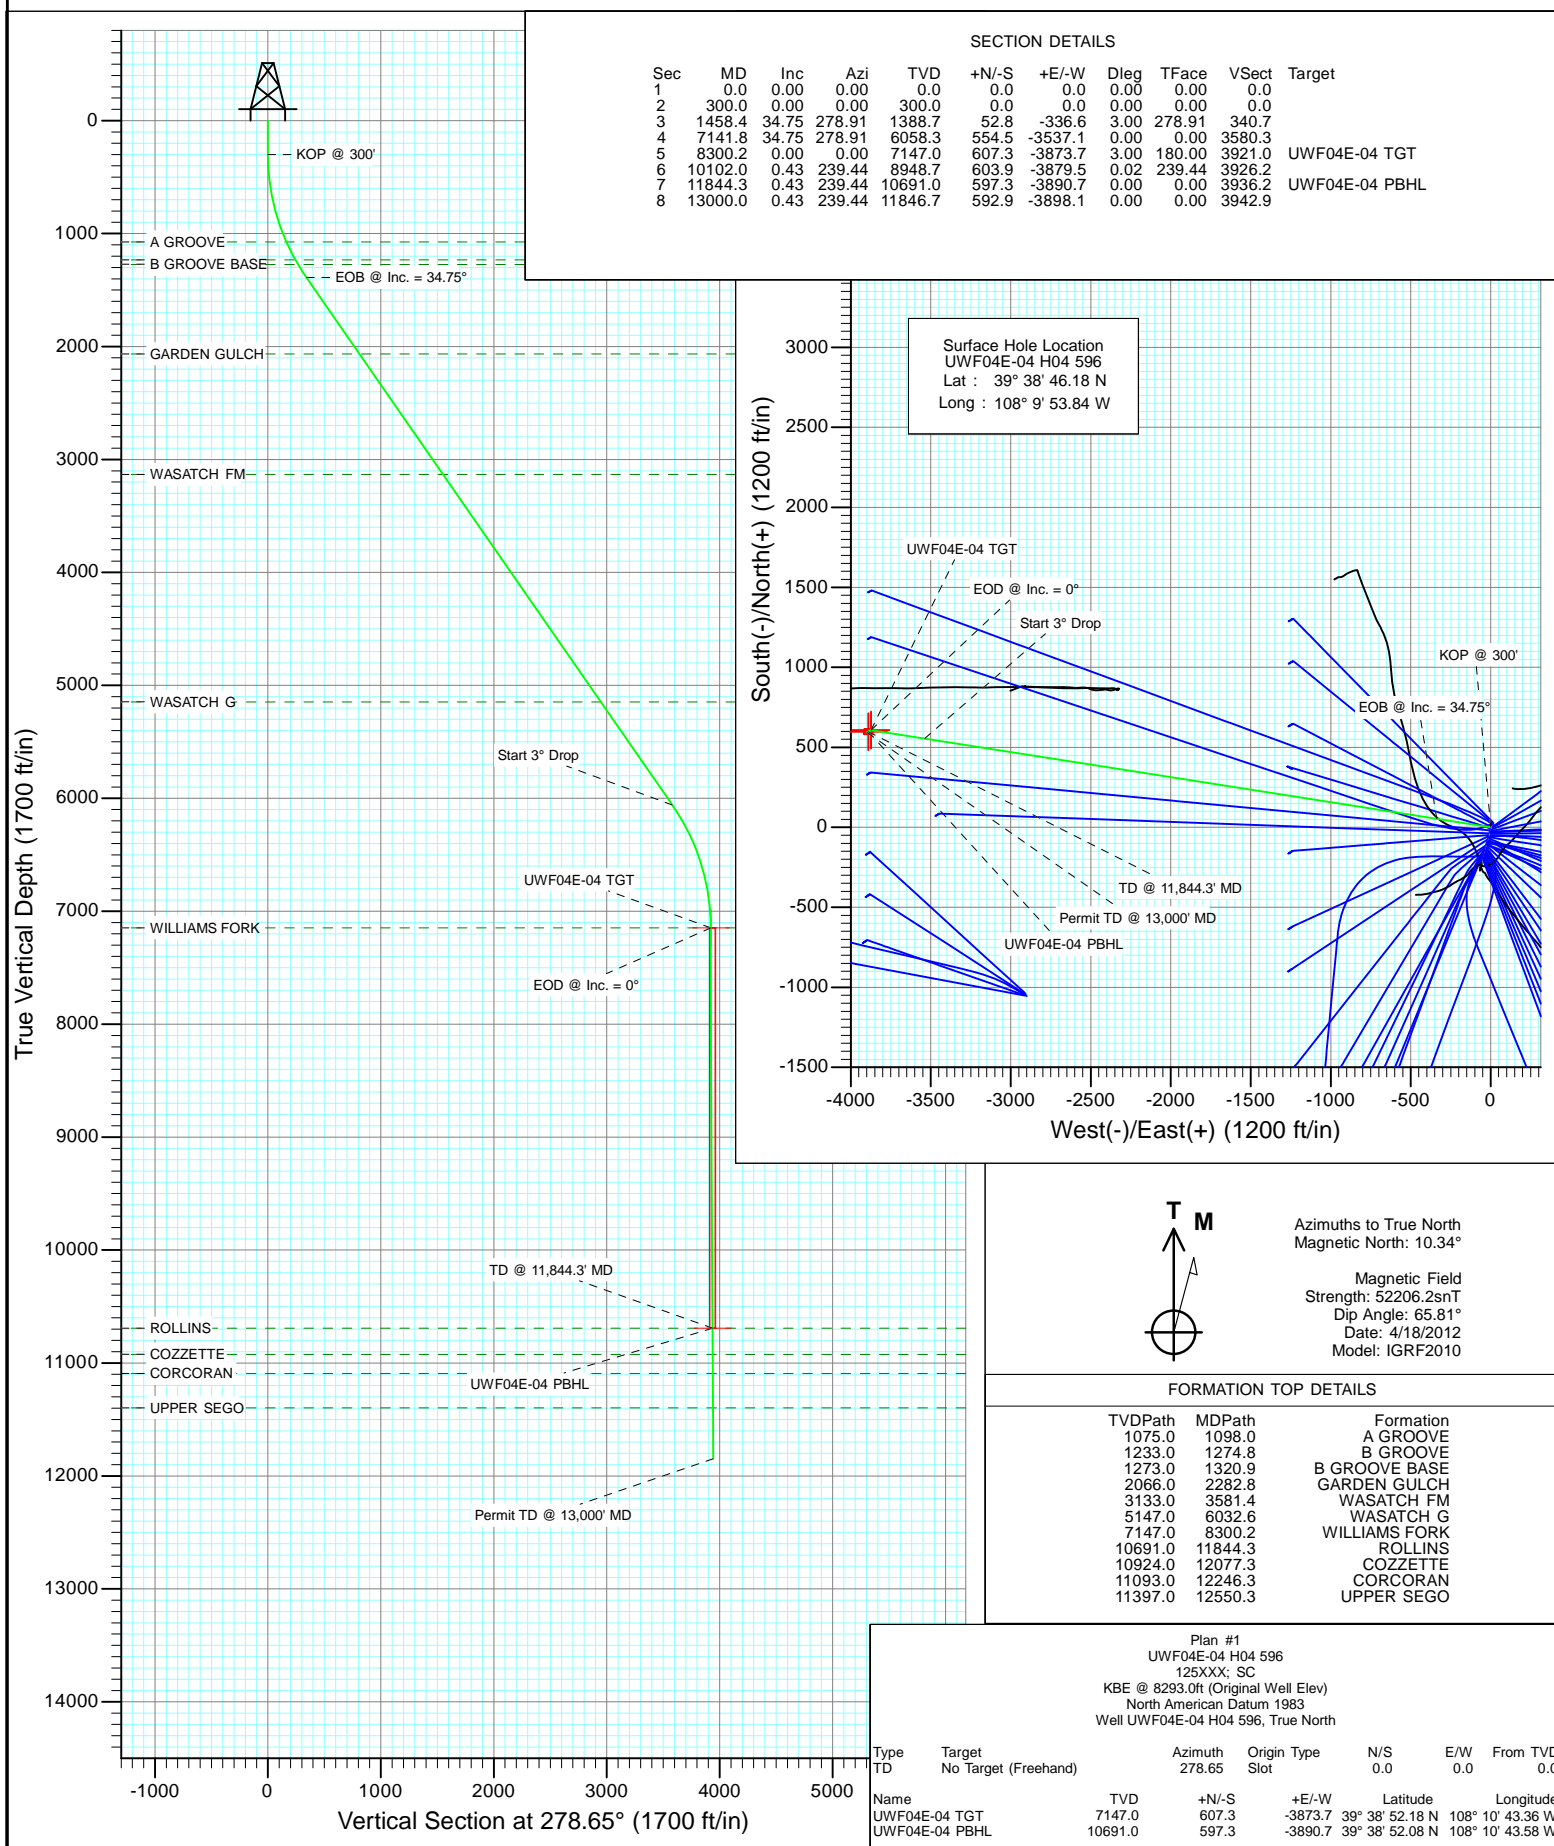 SECTION DETAILS
Sec MD Inc Azi TVD +N/-S +E/-W Dleg TFace VSect Target
1 0.0 0.00 0.00 0.0 0.0 0.0 0.00 0.00 0.0
2 300.0 0.00 0.00 300.0 0.0 0.0 0.00 0.00 0.0
3 1458.4 34.75 278.91 1388.7 52.8 -336.6 3.00 278.91 340.7
4 7141.8 34.75 278.91 6058.3 554.5 -3537.1 0.00 0.00 3580.3
5 8300.2 0.00 0.00 7147.0 607.3 -3873.7 3.00 180.00 3921.0 UWF04E-04 TGT
6 10102.0 0.43 239.44 8948.7 603.9 -3879.5 0.02 239.44 3926.2
7 11844.3 0.43 239.44 10691.0 597.3 -3890.7 0.00 0.00 3936.2 UWF04E-04 PBHL
8 13000.0 0.43 239.44 11846.7 592.9 -3898.1 0.00 0.00 3942.9
True Vertical Depth (1700 ft/in)
0
1000
2000
3000
4000
5000
6000
7000
8000
9000
10000
11000
12000
13000
14000
KOP @ 300'
A GROOVE
B GROOVE BASE
EOB @ Inc. = 34.75°
GARDEN GULCH
WASATCH FM
WASATCH G
Start 3° Drop
UWF04E-04 TGT
WILLIAMS FORK
EOD @ Inc. = 0°
TD @ 11,844.3' MD
ROLLINS
COZZETTE
CORCORAN
UWF04E-04 PBHL
UPPER SEGO
Permit TD @ 13,000' MD
-1000 0 1000 2000 3000 4000 5000
Vertical Section at 278.65° (1700 ft/in)
South(-)/North(+) (1200 ft/in)
3000
2500
2000
1500
1000
500
0
-500
-1000
-1500
Surface Hole Location
UWF04E-04 H04 596
Lat : 39° 38' 46.18 N
Long : 108° 9' 53.84 W
UWF04E-04 TGT
EOD @ Inc. = 0°
Start 3° Drop
KOP @ 300'
EOB @ Inc. = 34.75°
TD @ 11,844.3' MD
Permit TD @ 13,000' MD
UWF04E-04 PBHL
-4000 -3500 -3000 -2500 -2000 -1500 -1000 -500 0
West(-)/East(+) (1200 ft/in)
T M
Azimuths to True North
Magnetic North: 10.34°
Magnetic Field
Strength: 52206.2snT
Dip Angle: 65.81°
Date: 4/18/2012
Model: IGRF2010
FORMATION TOP DETAILS
TVDPath MDPath Formation
1075.0 1098.0 A GROOVE
1233.0 1274.8 B GROOVE
1273.0 1320.9 B GROOVE BASE
2066.0 2282.8 GARDEN GULCH
3133.0 3581.4 WASATCH FM
5147.0 6032.6 WASATCH G
7147.0 8300.2 WILLIAMS FORK
10691.0 11844.3 ROLLINS
10924.0 12077.3 COZZETTE
11093.0 12246.3 CORCORAN
11397.0 12550.3 UPPER SEGO
Plan #1
UWF04E-04 H04 596
125XXX; SC
KBE @ 8293.0ft (Original Well Elev)
North American Datum 1983
Well UWF04E-04 H04 596, True North
Type Target Azimuth Origin Type N/S E/W From TVD
TD No Target (Freehand) 278.65 Slot 0.0 0.0 0.0
Name TVD +N/-S +E/-W Latitude Longitude
UWF04E-04 TGT 7147.0 607.3 -3873.7 39° 38' 52.18 N 108° 10' 43.36 W
UWF04E-04 PBHL 10691.0 597.3 -3890.7 39° 38' 52.08 N 108° 10' 43.58 W